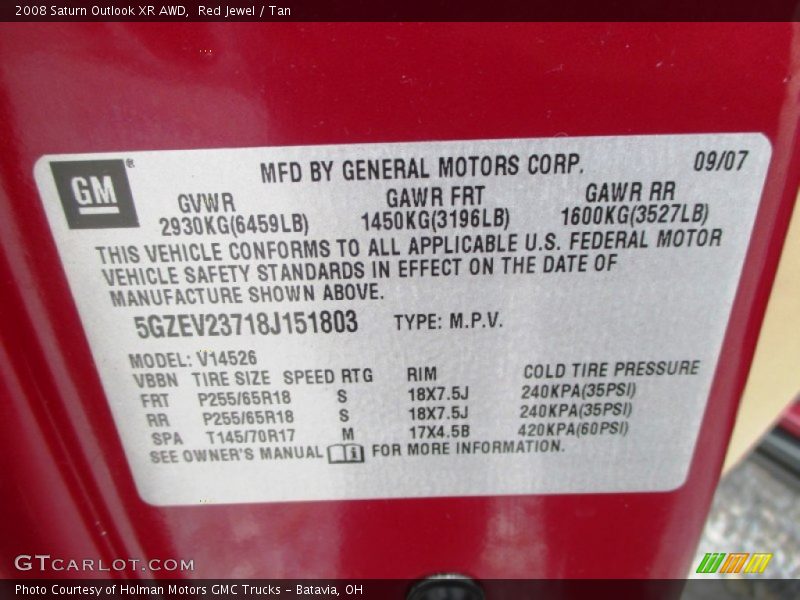 2008 Saturn Outlook XR AWD, Red Jewel / Tan
GM ®
MFD BY GENERAL MOTORS CORP. 09/07
GVWR GAWR FRT GAWR RR
2930KG(6459LB) 1450KG(3196LB) 1600KG(3527LB)
THIS VEHICLE CONFORMS TO ALL APPLICABLE U.S. FEDERAL MOTOR
VEHICLE SAFETY STANDARDS IN EFFECT ON THE DATE OF
MANUFACTURE SHOWN ABOVE.
5GZEV23718J151803 TYPE: M.P.V.
MODEL: V14526
VBBN TIRE SIZE SPEED RTG RIM COLD TIRE PRESSURE
FRT P255/65R18 S 18X7.5J 240KPA(35PSI)
RR P255/65R18 S 18X7.5J 240KPA(35PSI)
SPA T145/70R17 M 17X4.5B 420KPA(60PSI)
SEE OWNER'S MANUAL i FOR MORE INFORMATION.
GTCARLOT.COM
Photo Courtesy of Holman Motors GMC Trucks – Batavia, OH